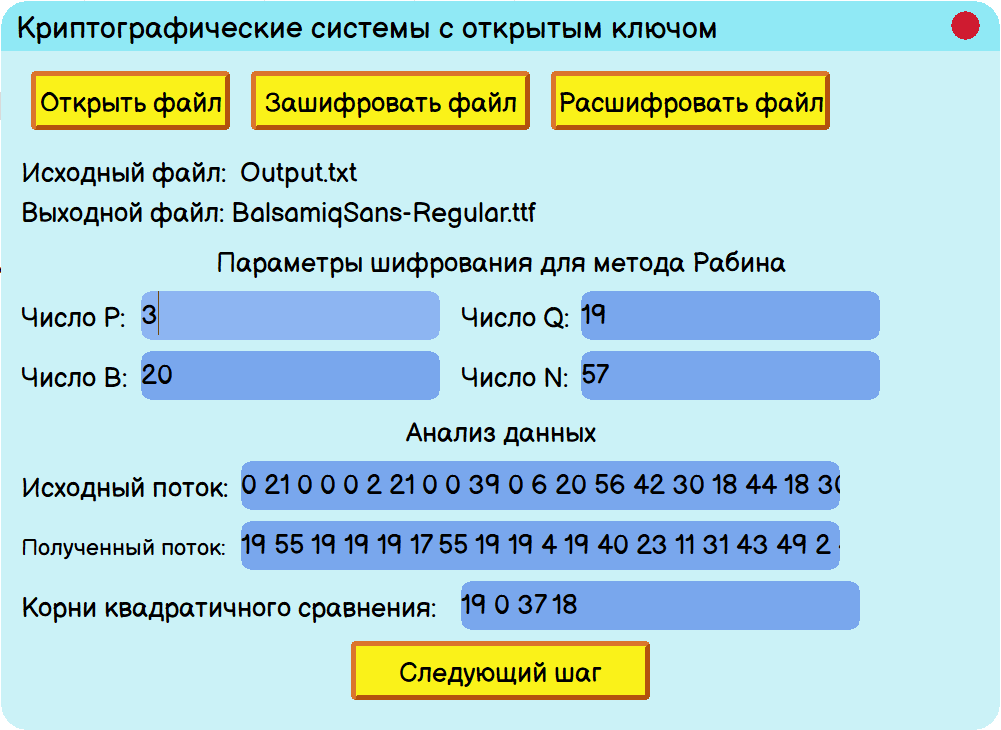 Криптографические системы с открытым ключом
Открыть файл Зашифровать файл Расшифровать файл
Исходный файл: Output.txt
Выходной файл: BalsamiqSans-Regular.ttf
Параметры шифрования для метода Рабина
Число P: 3 Число Q: 19
Число B: 20 Число N: 57
Анализ данных
Исходный поток: 0 21 0 0 0 2 21 0 0 39 0 6 20 56 42 30 18 44 18 30
Полученный поток: 19 55 19 19 19 17 55 19 19 4 19 40 23 11 31 43 49 2
Корни квадратичного сравнения: 19 0 37 18
Следующий шаг